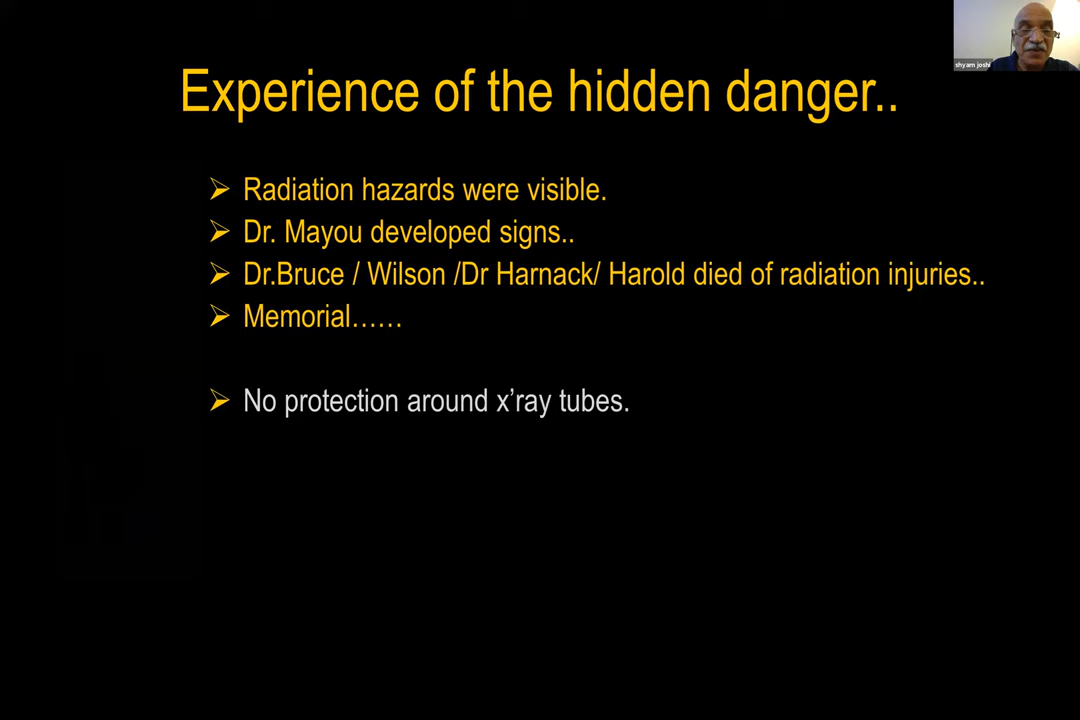 shyam joshi
Experience of the hidden danger..
➢ Radiation hazards were visible.
➢ Dr. Mayou developed signs..
➢ Dr.Bruce / Wilson /Dr Harnack/ Harold died of radiation injuries..
➢ Memorial……
➢ No protection around x’ray tubes.